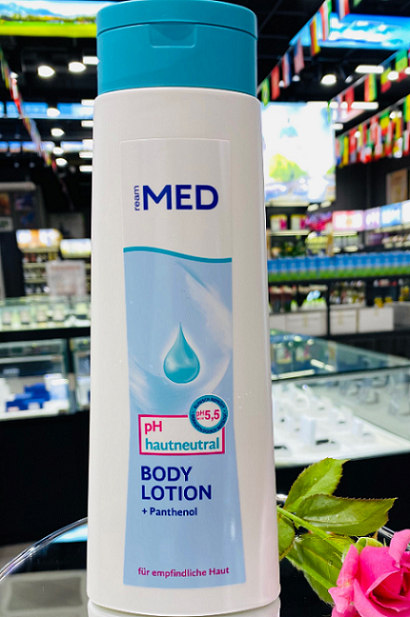 ream
MED
pH
hautneutral
pH
5,5
BODY
LOTION
+ Panthenol
für empfindliche Haut